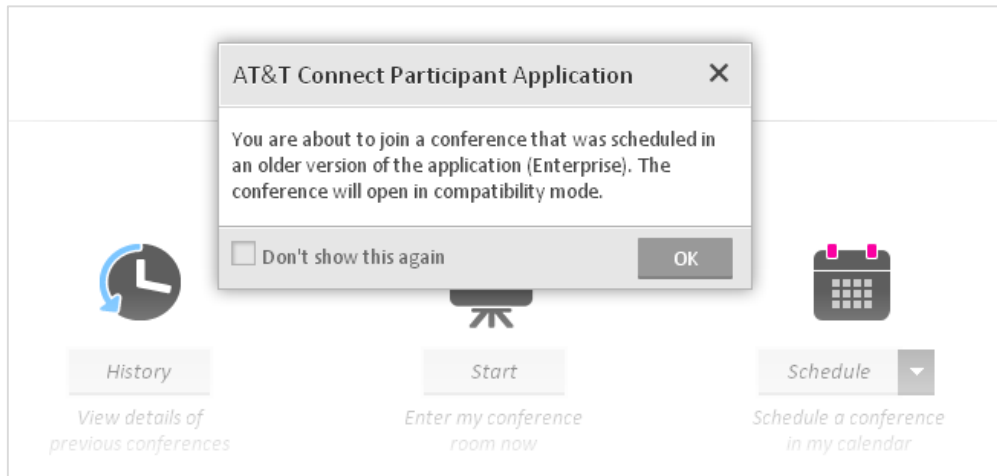 AT&T Connect Participant Application
You are about to join a conference that was scheduled in
an older version of the application (Enterprise). The
conference will open in compatibility mode.
Don't show this again
OK
History
Start
Schedule
View details of
previous conferences
Enter my conference
room now
Schedule a conference
in my calendar